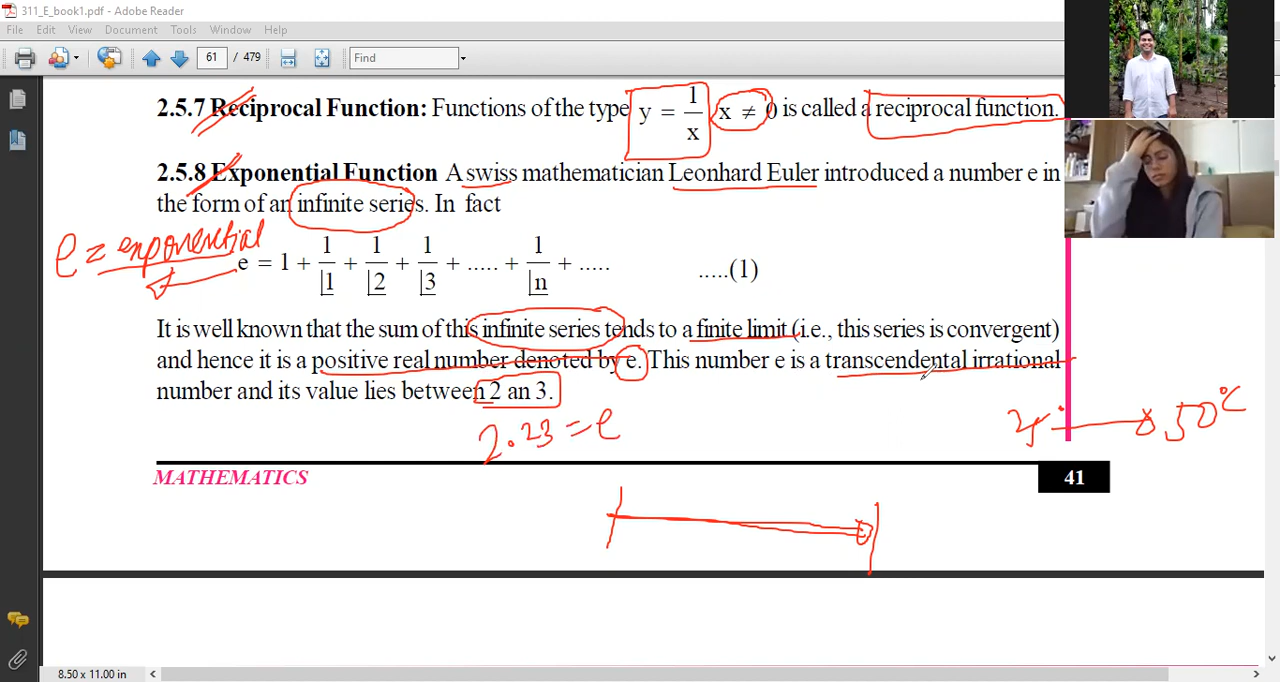 311_E_book1.pdf - Adobe Reader
File Edit View Document Tools Window Help
61 / 479 Find
2.5.7 Reciprocal Function: Functions of the type y = 1/x x ≠ 0 is called a reciprocal function.
2.5.8 Exponential Function A swiss mathematician Leonhard Euler introduced a number e in
the form of an infinite series. In fact
e = exponential
e = 1 + 1/|1 + 1/|2 + 1/|3 + ..... + 1/|n + ..... .....(1)
It is well known that the sum of this infinite series tends to a finite limit (i.e., this series is convergent)
and hence it is a positive real number denoted by e. This number e is a transcendental irrational
number and its value lies between 2 an 3.
2.23 = e
50°C
MATHEMATICS 41
8.50 x 11.00 in